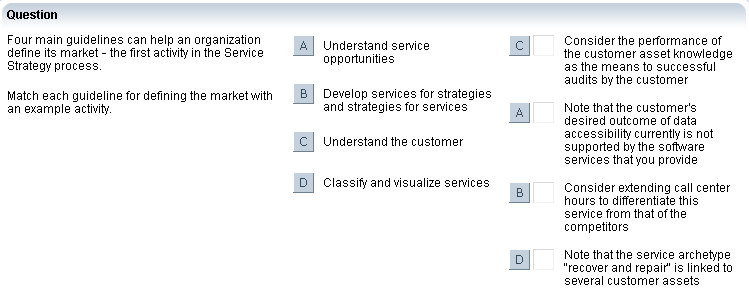 Question
Four main guidelines can help an organization
define its market - the first activity in the Service
Strategy process.
Match each guideline for defining the market with
an example activity.
A Understand service
opportunities
B Develop services for strategies
and strategies for services
C Understand the customer
D Classify and visualize services
C Consider the performance of
the customer asset knowledge
as the means to successful
audits by the customer
A Note that the customer's
desired outcome of data
accessibility currently is not
supported by the software
services that you provide
B Consider extending call center
hours to differentiate this
service from that of the
competitors
D Note that the service archetype
"recover and repair" is linked to
several customer assets